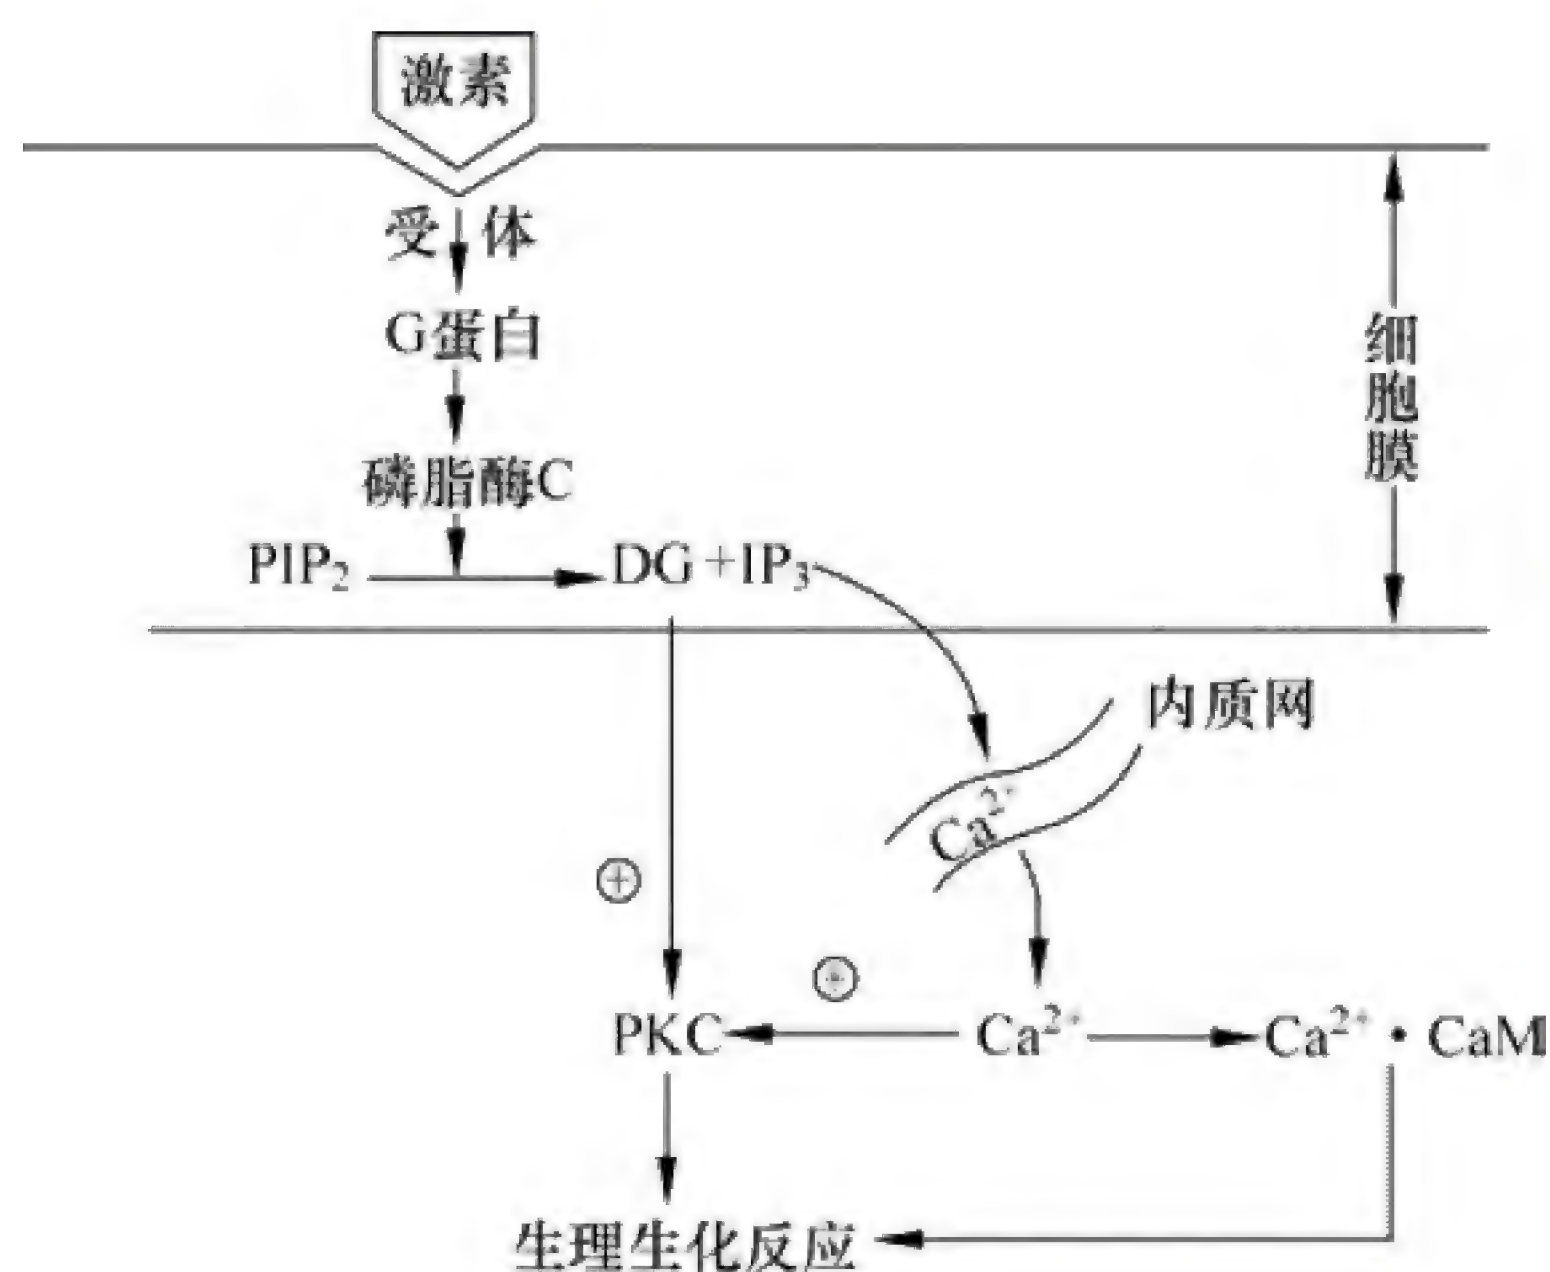 激素
受体
G蛋白
细胞膜
磷脂酶C
PIP₂ DG+IP₃
内质网
Ca²⁺
⊕
⊕
PKC Ca²⁺ Ca²⁺·CaM
生理生化反应